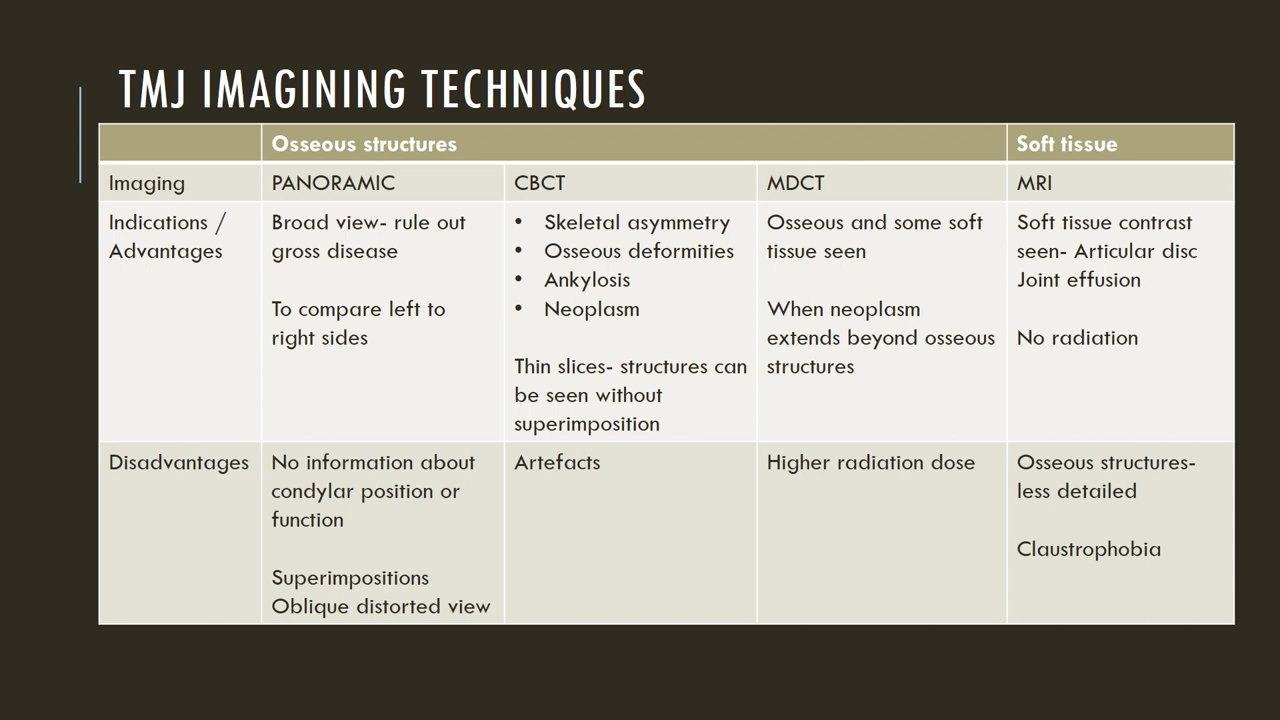 TMJ IMAGINING TECHNIQUES
Osseous structures
Soft tissue
Imaging
PANORAMIC
CBCT
MDCT
MRI
Indications /
Advantages
Broad view- rule out
gross disease
To compare left to
right sides
• Skeletal asymmetry
• Osseous deformities
• Ankylosis
• Neoplasm
Thin slices- structures can
be seen without
superimposition
Osseous and some soft
tissue seen
When neoplasm
extends beyond osseous
structures
Soft tissue contrast
seen- Articular disc
Joint effusion
No radiation
Disadvantages
No information about
condylar position or
function
Superimpositions
Oblique distorted view
Artefacts
Higher radiation dose
Osseous structures-
less detailed
Claustrophobia